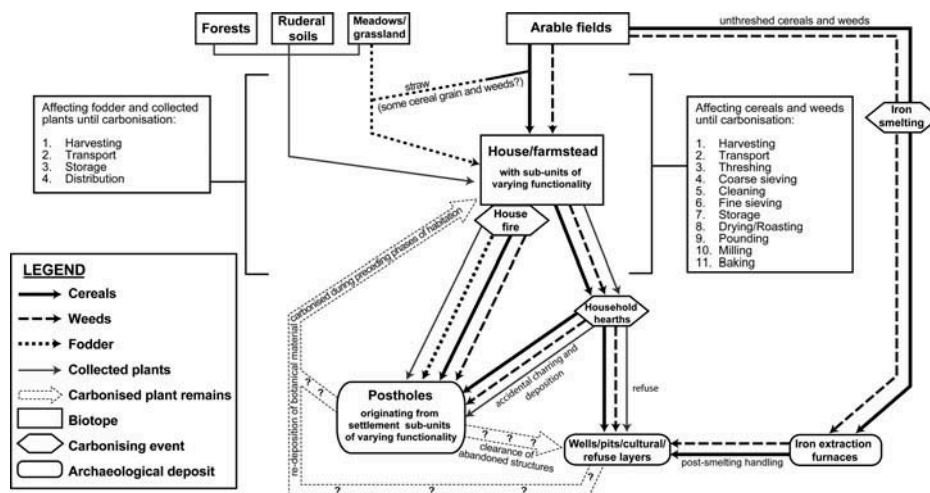 Forests
Ruderal
soils
Meadows/
grassland
Arable fields
unthreshed cereals and weeds
straw
(some cereal grain and weeds?)
Affecting fodder and collected
plants until carbonisation:
1. Harvesting
2. Transport
3. Storage
4. Distribution
House/farmstead
with sub-units of
varying functionality
Affecting cereals and weeds
until carbonisation:
1. Harvesting
2. Transport
3. Threshing
4. Coarse sieving
5. Cleaning
6. Fine sieving
7. Storage
8. Drying/Roasting
9. Pounding
10. Milling
11. Baking
Iron
smelting
House
fire
re-deposition of botanical material
carbonised during preceding phases of habitation
LEGEND
Cereals
Weeds
Fodder
Collected plants
Carbonised plant remains
Biotope
Carbonising event
Archaeological deposit
Household
hearths
accidental charring and
deposition
refuse
Postholes
originating from
settlement sub-units
of varying functionality
? ?
?
? ? ?
clearance of
abandoned structures
Wells/pits/cultural/
refuse layers
?
Iron extraction
furnaces
post-smelting handling
? ? ? ?